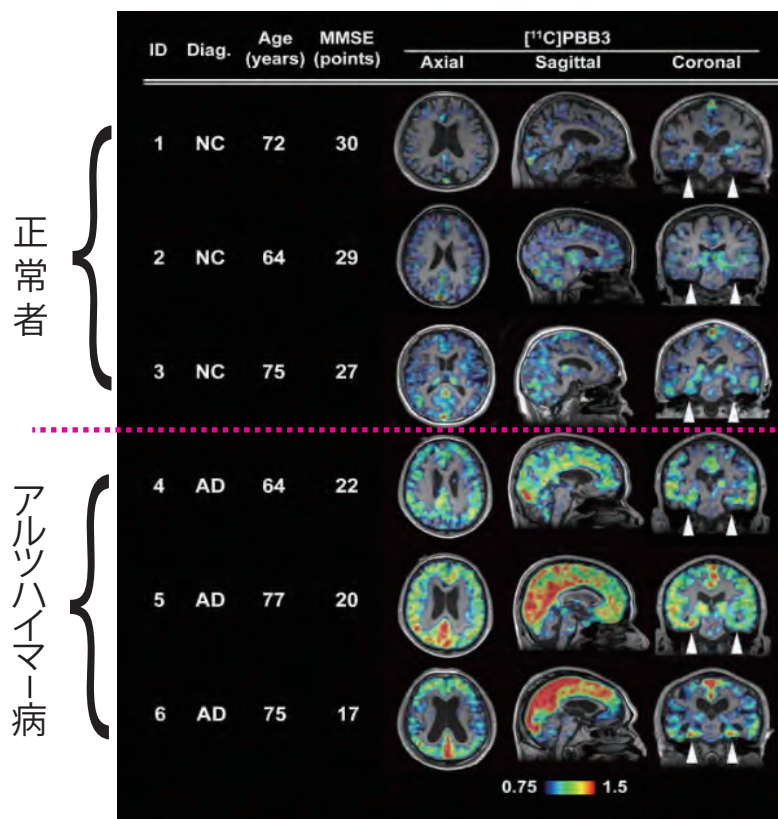 ID Diag. Age (years) MMSE (points) [¹¹C]PBB3
Axial Sagittal Coronal
正常者
1 NC 72 30
2 NC 64 29
3 NC 75 27
アルツハイマー病
4 AD 64 22
5 AD 77 20
6 AD 75 17
0.75 1.5